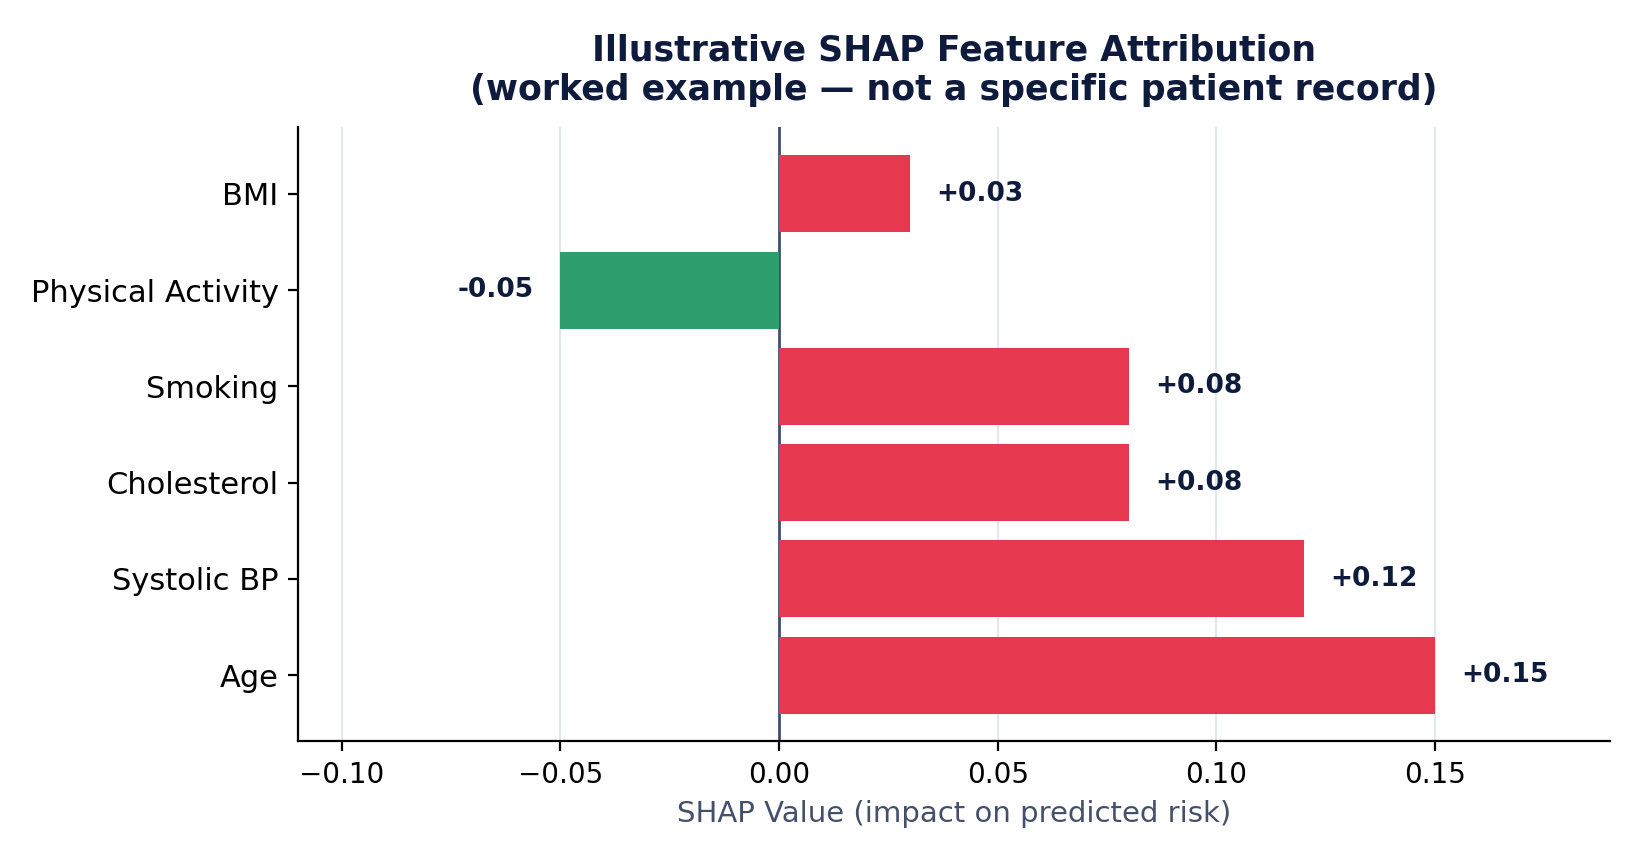 Illustrative SHAP Feature Attribution
(worked example — not a specific patient record)
BMI
+0.03
Physical Activity
-0.05
Smoking
+0.08
Cholesterol
+0.08
Systolic BP
+0.12
Age
+0.15
−0.10 −0.05 0.00 0.05 0.10 0.15
SHAP Value (impact on predicted risk)